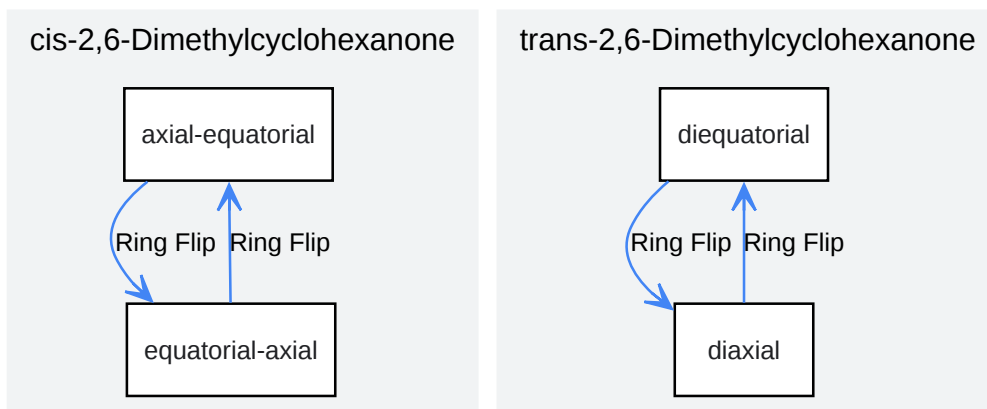 cis-2,6-Dimethylcyclohexanone
axial-equatorial
Ring Flip Ring Flip
equatorial-axial
trans-2,6-Dimethylcyclohexanone
diequatorial
Ring Flip Ring Flip
diaxial